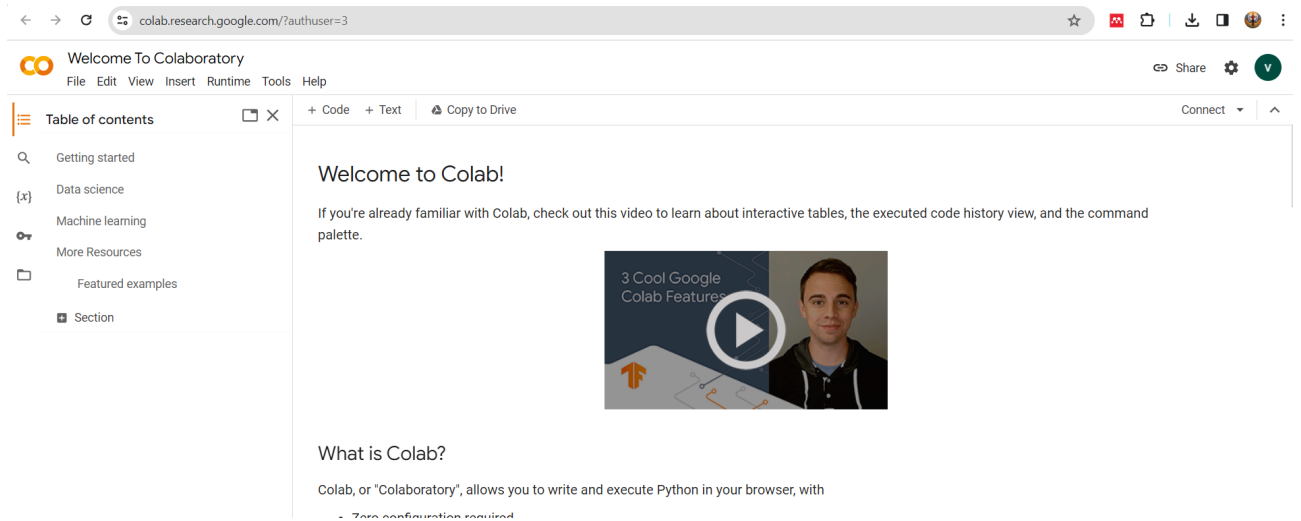 colab.research.google.com/?authuser=3
Welcome To Colaboratory
File Edit View Insert Runtime Tools Help
Share
V
Table of contents
+ Code + Text Copy to Drive
Connect
Getting started
{x}
Data science
Machine learning
More Resources
Featured examples
Section
Welcome to Colab!
If you're already familiar with Colab, check out this video to learn about interactive tables, the executed code history view, and the command
palette.
3 Cool Google
Colab Features
What is Colab?
Colab, or "Colaboratory", allows you to write and execute Python in your browser, with
• Zero configuration required